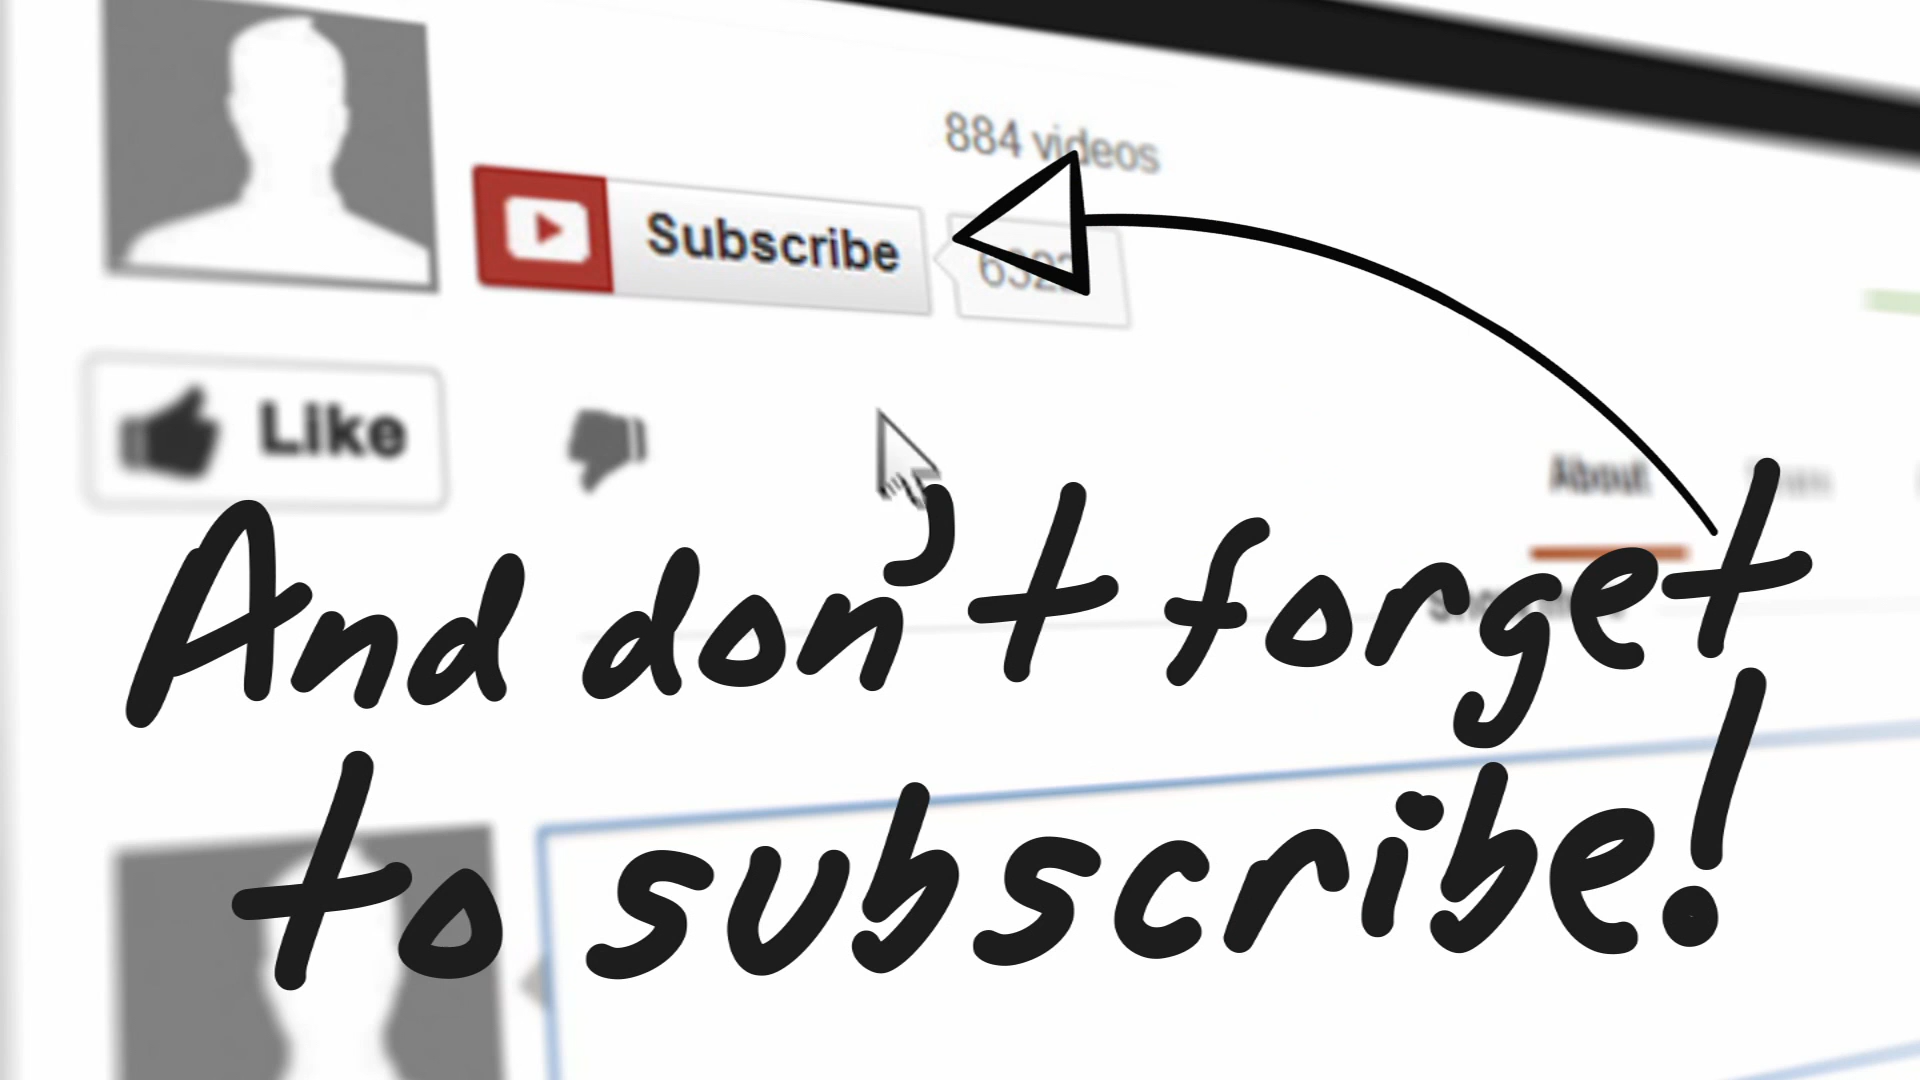 884 videos
Subscribe
Like
About
And don't forget
to subscribe!